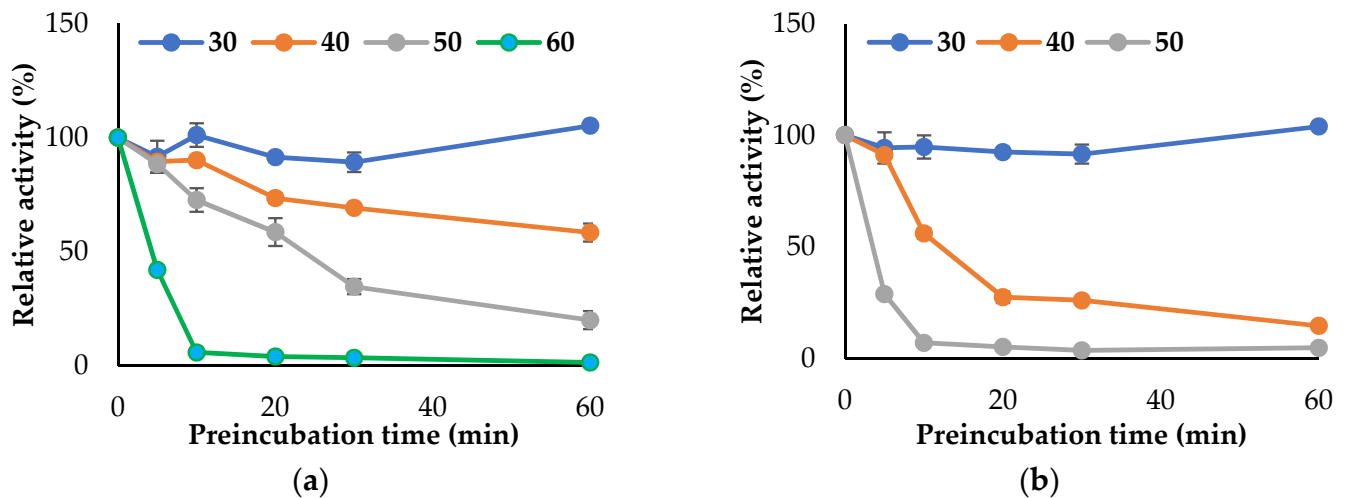 150
30 40 50 60
100
50
0
0 20 40 60
Relative activity (%)
Preincubation time (min)
(a)
150
30 40 50
100
50
0
0 20 40 60
Relative activity (%)
Preincubation time (min)
(b)